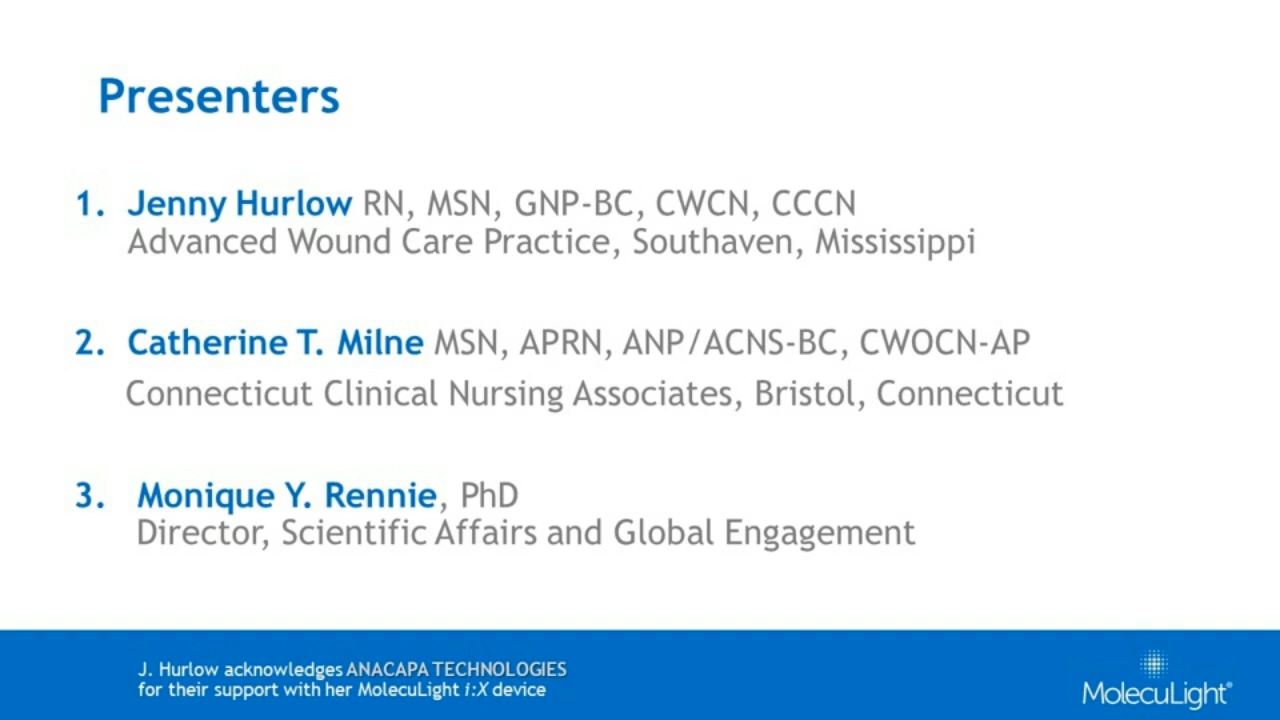 Presenters
1. Jenny Hurlow RN, MSN, GNP-BC, CWCN, CCCN
Advanced Wound Care Practice, Southaven, Mississippi
2. Catherine T. Milne MSN, APRN, ANP/ACNS-BC, CWOCN-AP
Connecticut Clinical Nursing Associates, Bristol, Connecticut
3. Monique Y. Rennie, PhD
Director, Scientific Affairs and Global Engagement
J. Hurlow acknowledges ANACAPA TECHNOLOGIES
for their support with her MolecuLight i:X device
MolecuLight®